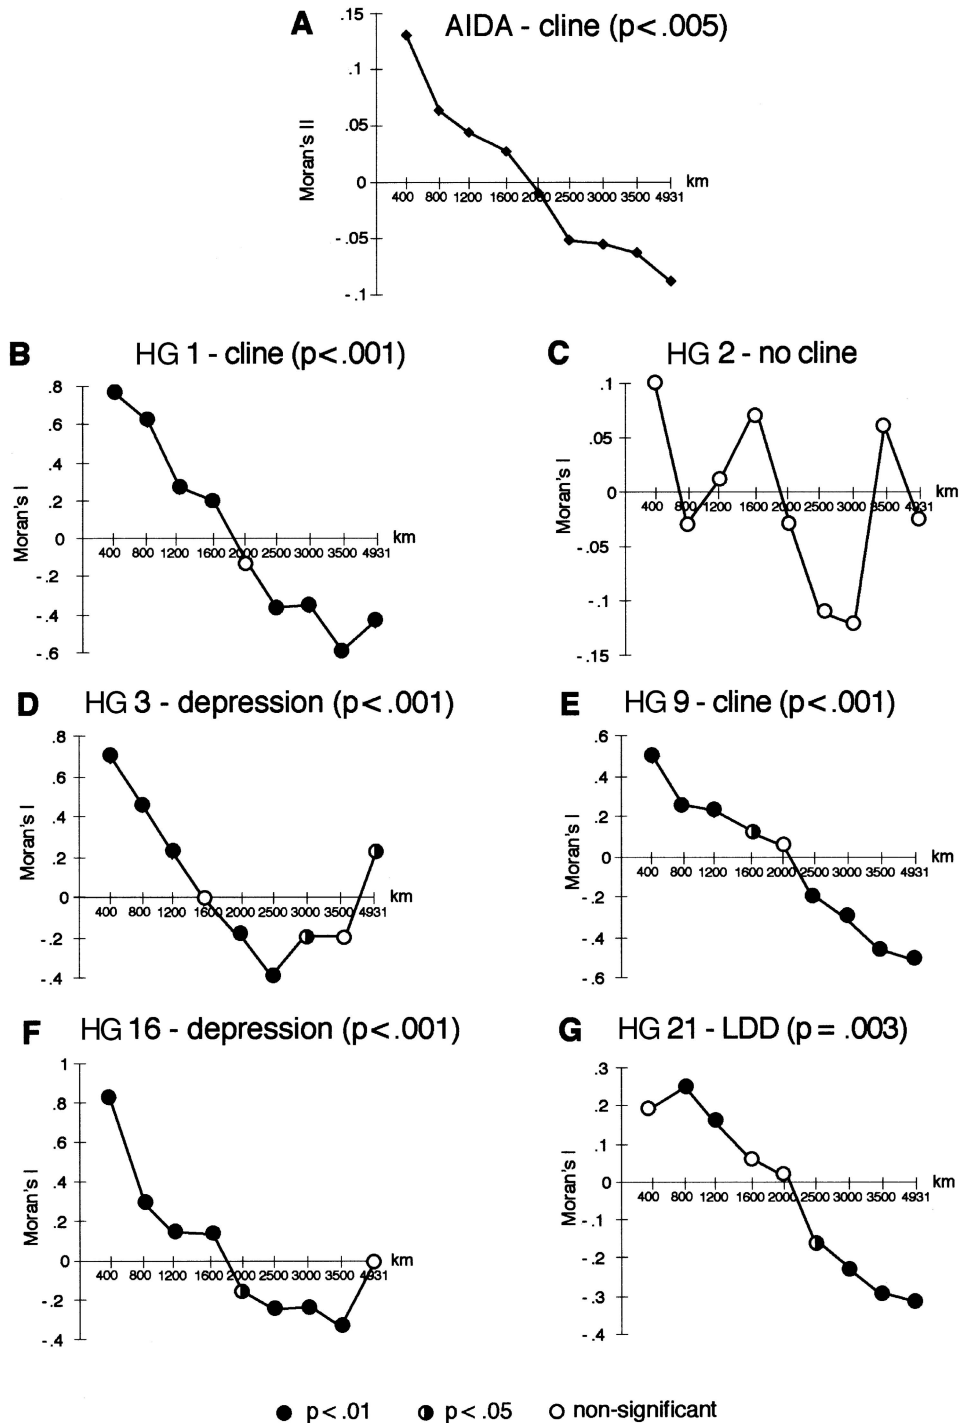 A AIDA - cline (p< .005)
.15
.1
.05
0
- .05
- .1
Moran's II
400 800 1200 1600 2000 2500 3000 3500 4931 km
B HG 1 - cline (p< .001)
.8
.6
.4
.2
0
- .2
- .4
- .6
Moran's I
400 800 1200 1600 2000 2500 3000 3500 4931 km
C HG 2 - no cline
.1
.05
0
- .05
- .1
- .15
Moran's I
400 800 1200 1600 2000 2500 3000 3500 4931 km
D HG 3 - depression (p< .001)
.8
.6
.4
.2
0
- .2
- .4
Moran's I
400 800 1200 1600 2000 2500 3000 3500 4931 km
E HG 9 - cline (p< .001)
.6
.4
.2
0
- .2
- .4
- .6
Moran's I
400 800 1200 1600 2000 2500 3000 3500 4931 km
F HG 16 - depression (p< .001)
1
.8
.6
.4
.2
0
- .2
- .4
Moran's I
400 800 1200 1600 2000 2500 3000 3500 4931 km
G HG 21 - LDD (p = .003)
.3
.2
.1
0
- .1
- .2
- .3
- .4
Moran's I
400 800 1200 1600 2000 2500 3000 3500 4931 km
p< .01 p< .05 non-significant